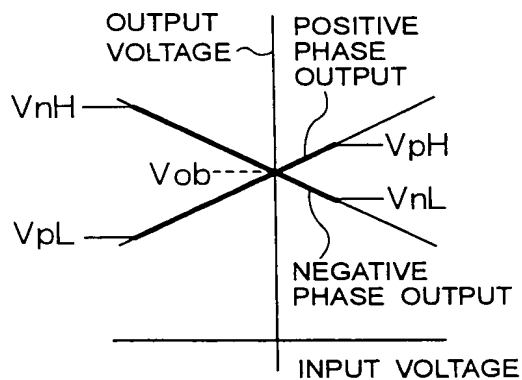 OUTPUT
VOLTAGE
POSITIVE
PHASE
OUTPUT
VnH
VpH
Vob
VnL
VpL
NEGATIVE
PHASE OUTPUT
INPUT VOLTAGE